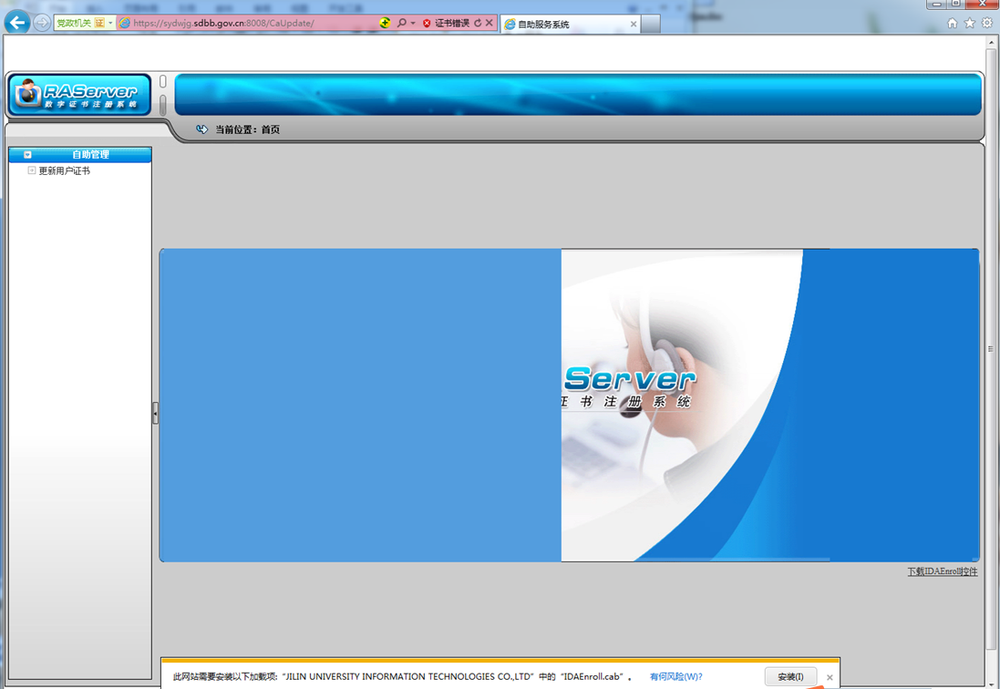 党政机关 证 https://sydwjg.sdbb.gov.cn:8008/CaUpdate/ 证书错误 自助服务系统
RAServer
数字证书注册系统
当前位置：首页
自助管理
更新用户证书
Server
证书注册系统
下载IDAEnroll控件
此网站需要安装以下加载项：“JILIN UNIVERSITY INFORMATION TECHNOLOGIES CO.,LTD”中的“IDAEnroll.cab”。 有何风险(W)? 安装(I)